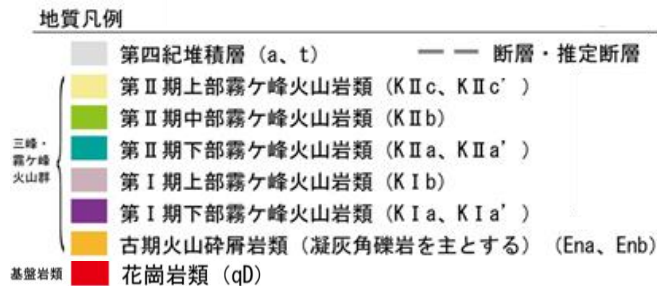 地質凡例
第四紀堆積層（a、t）
断層・推定断層
第Ⅱ期上部霧ケ峰火山岩類（KⅡc、KⅡc’）
第Ⅱ期中部霧ケ峰火山岩類（KⅡb）
三峰・
霧ケ峰
火山群
第Ⅱ期下部霧ケ峰火山岩類（KⅡa、KⅡa’）
第Ⅰ期上部霧ケ峰火山岩類（KⅠb）
第Ⅰ期下部霧ケ峰火山岩類（KⅠa、KⅠa’）
古期火山砕屑岩類（凝灰角礫岩を主とする）（Ena、Enb）
基盤岩類
花崗岩類（qD）